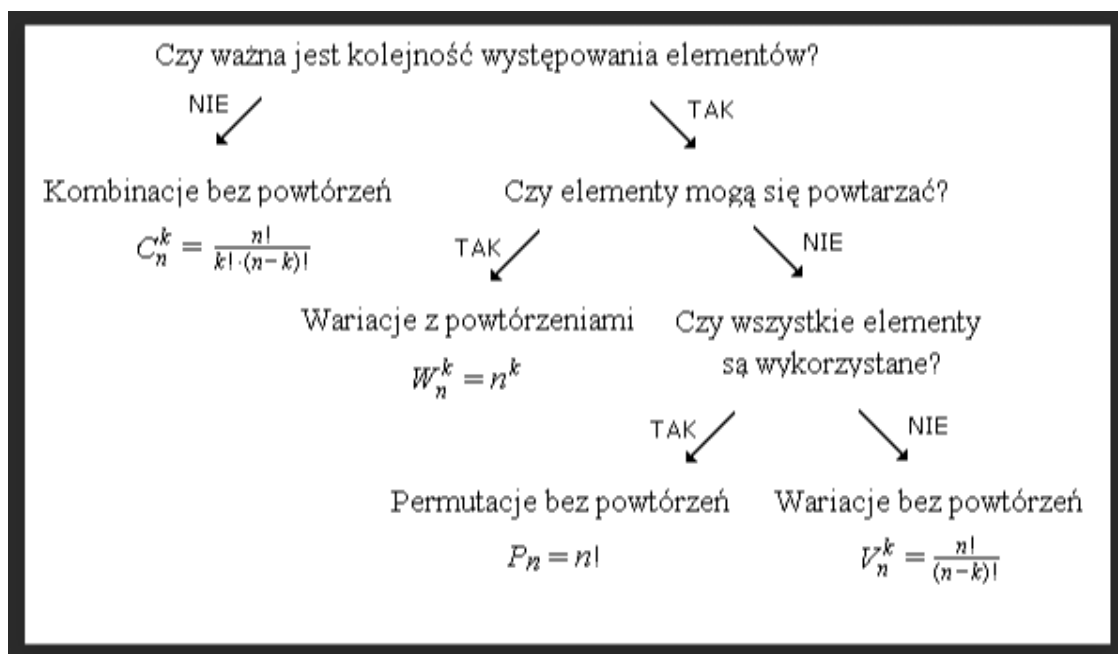 Czy ważna jest kolejność występowania elementów?
NIE
TAK
Kombinacje bez powtórzeń
Czy elementy mogą się powtarzać?
C_n^k = n! / (k!·(n−k)!)
TAK
NIE
Wariacje z powtórzeniami
Czy wszystkie elementy
są wykorzystane?
W_n^k = n^k
TAK
NIE
Permutacje bez powtórzeń
Wariacje bez powtórzeń
P_n = n!
V_n^k = n! / (n−k)!